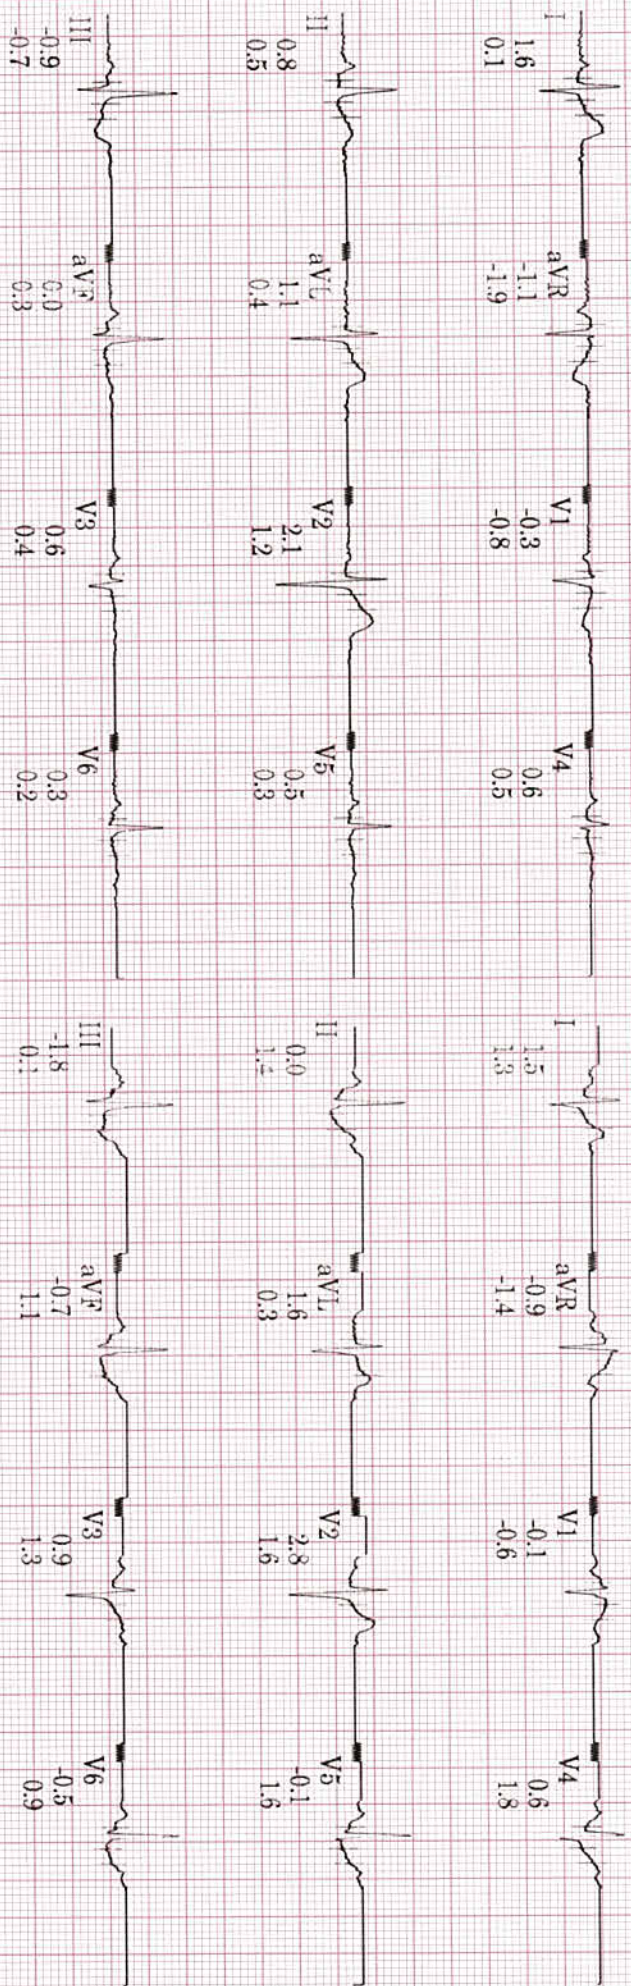 I aVR V1 V4 I aVR V1 V4
1.6 -1.1 -0.3 0.6 1.5 -0.9 -0.1 0.6
0.1 -1.9 -0.8 0.5 1.3 -1.4 -0.6 1.8
II aVL V2 V5 II aVL V2 V5
0.8 1.1 2.1 0.5 0.0 1.6 2.8 -0.1
0.5 0.4 1.2 0.3 0.3 1.6 1.6
III aVF V3 V6 III aVF V3 V6
-0.9 0.0 0.6 0.3 -1.8 -0.7 0.9 -0.5
-0.7 0.3 0.4 0.2 1.1 1.3 0.9